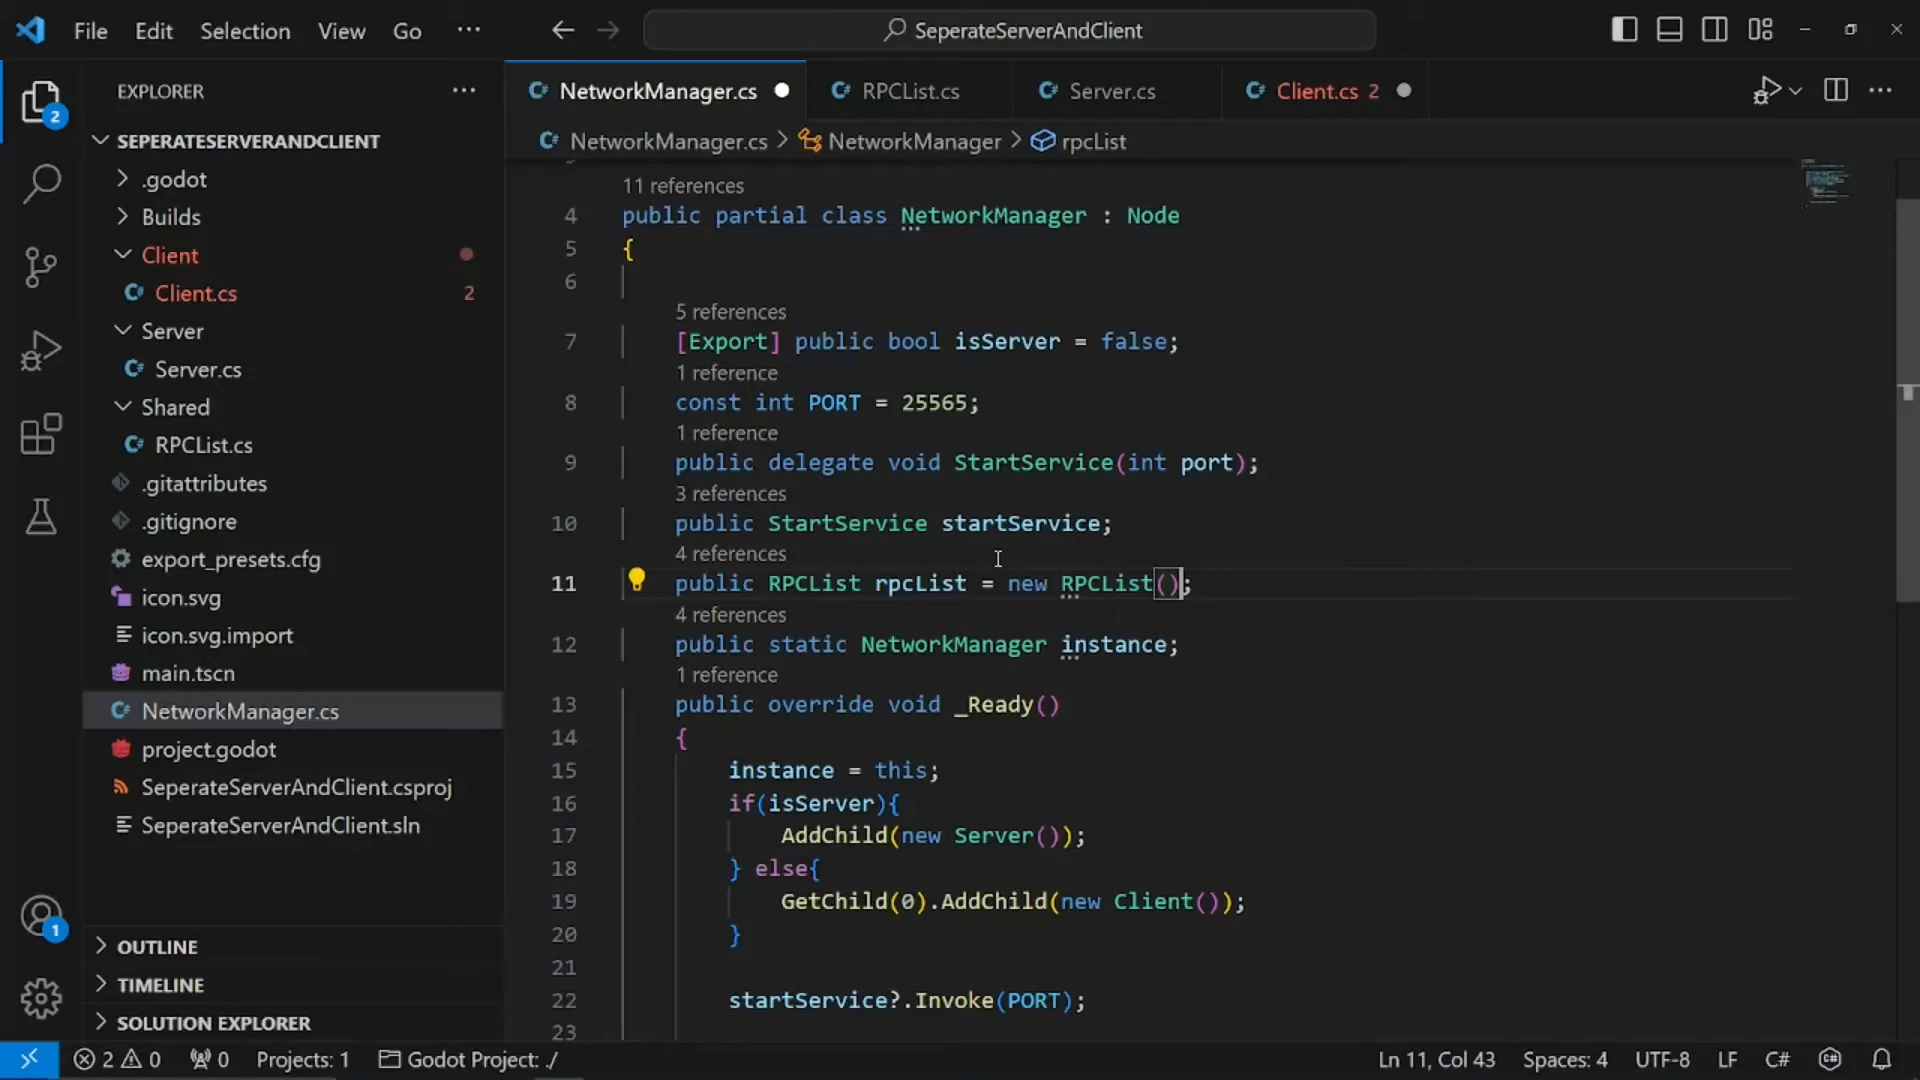 File Edit Selection View Go ··· SeperateServerAndClient
EXPLORER ···
2
SEPERATESERVERANDCLIENT
.godot
Builds
Client
Client.cs 2
Server
Server.cs
Shared
RPCList.cs
.gitattributes
.gitignore
export_presets.cfg
icon.svg
icon.svg.import
main.tscn
NetworkManager.cs
project.godot
SeperateServerAndClient.csproj
SeperateServerAndClient.sln
1
OUTLINE
TIMELINE
SOLUTION EXPLORER
NetworkManager.cs RPCList.cs Server.cs Client.cs 2
NetworkManager.cs > NetworkManager > rpcList
11 references
4 public partial class NetworkManager : Node
5 {
6
5 references
7 [Export] public bool isServer = false;
1 reference
8 const int PORT = 25565;
1 reference
9 public delegate void StartService(int port);
3 references
10 public StartService startService;
4 references
11 public RPCList rpcList = new RPCList();
4 references
12 public static NetworkManager instance;
1 reference
13 public override void _Ready()
14 {
15 instance = this;
16 if(isServer){
17 AddChild(new Server());
18 } else{
19 GetChild(0).AddChild(new Client());
20 }
21
22 startService?.Invoke(PORT);
23
2 0 0 Projects: 1 Godot Project: ./ Ln 11, Col 43 Spaces: 4 UTF-8 LF C#